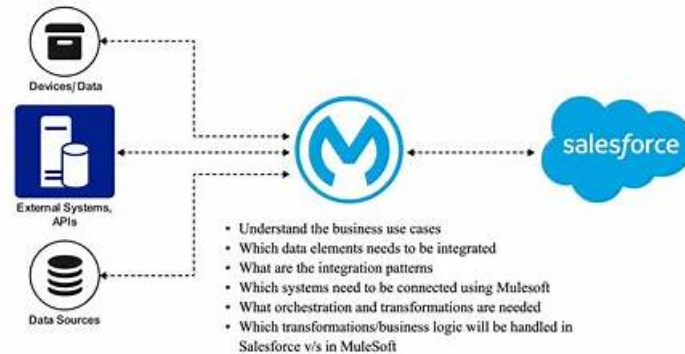 Devices/ Data
External Systems,
APIs
Data Sources
salesforce
• Understand the business use cases
• Which data elements needs to be integrated
• What are the integration patterns
• Which systems need to be connected using Mulesoft
• What orchestration and transformations are needed
• Which transformations/business logic will be handled in
Salesforce v/s in MuleSoft